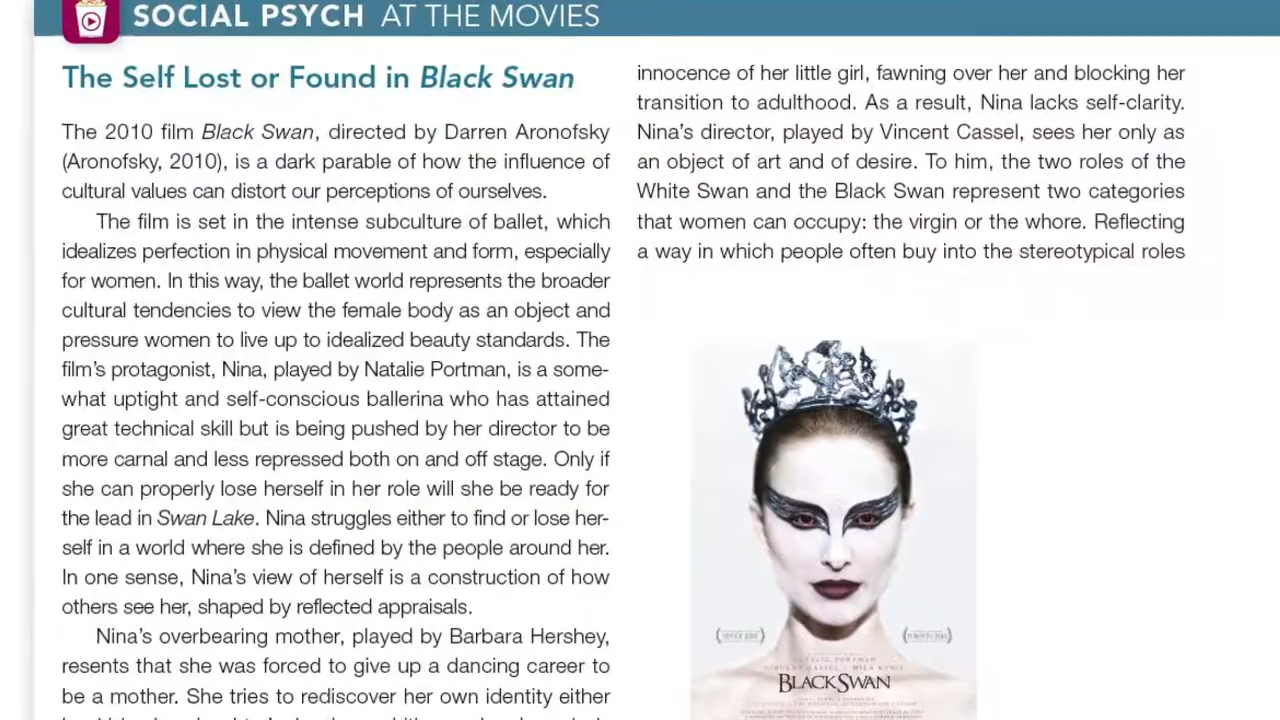 SOCIAL PSYCH AT THE MOVIES
The Self Lost or Found in Black Swan
The 2010 film Black Swan, directed by Darren Aronofsky
(Aronofsky, 2010), is a dark parable of how the influence of
cultural values can distort our perceptions of ourselves.
The film is set in the intense subculture of ballet, which
idealizes perfection in physical movement and form, especially
for women. In this way, the ballet world represents the broader
cultural tendencies to view the female body as an object and
pressure women to live up to idealized beauty standards. The
film's protagonist, Nina, played by Natalie Portman, is a some-
what uptight and self-conscious ballerina who has attained
great technical skill but is being pushed by her director to be
more carnal and less repressed both on and off stage. Only if
she can properly lose herself in her role will she be ready for
the lead in Swan Lake. Nina struggles either to find or lose her-
self in a world where she is defined by the people around her.
In one sense, Nina's view of herself is a construction of how
others see her, shaped by reflected appraisals.
Nina's overbearing mother, played by Barbara Hershey,
resents that she was forced to give up a dancing career to
be a mother. She tries to rediscover her own identity either
innocence of her little girl, fawning over her and blocking her
transition to adulthood. As a result, Nina lacks self-clarity.
Nina's director, played by Vincent Cassel, sees her only as
an object of art and of desire. To him, the two roles of the
White Swan and the Black Swan represent two categories
that women can occupy: the virgin or the whore. Reflecting
a way in which people often buy into the stereotypical roles
NATALIE PORTMAN
VINCENT CASSEL MILA KUNIS
BLACK SWAN